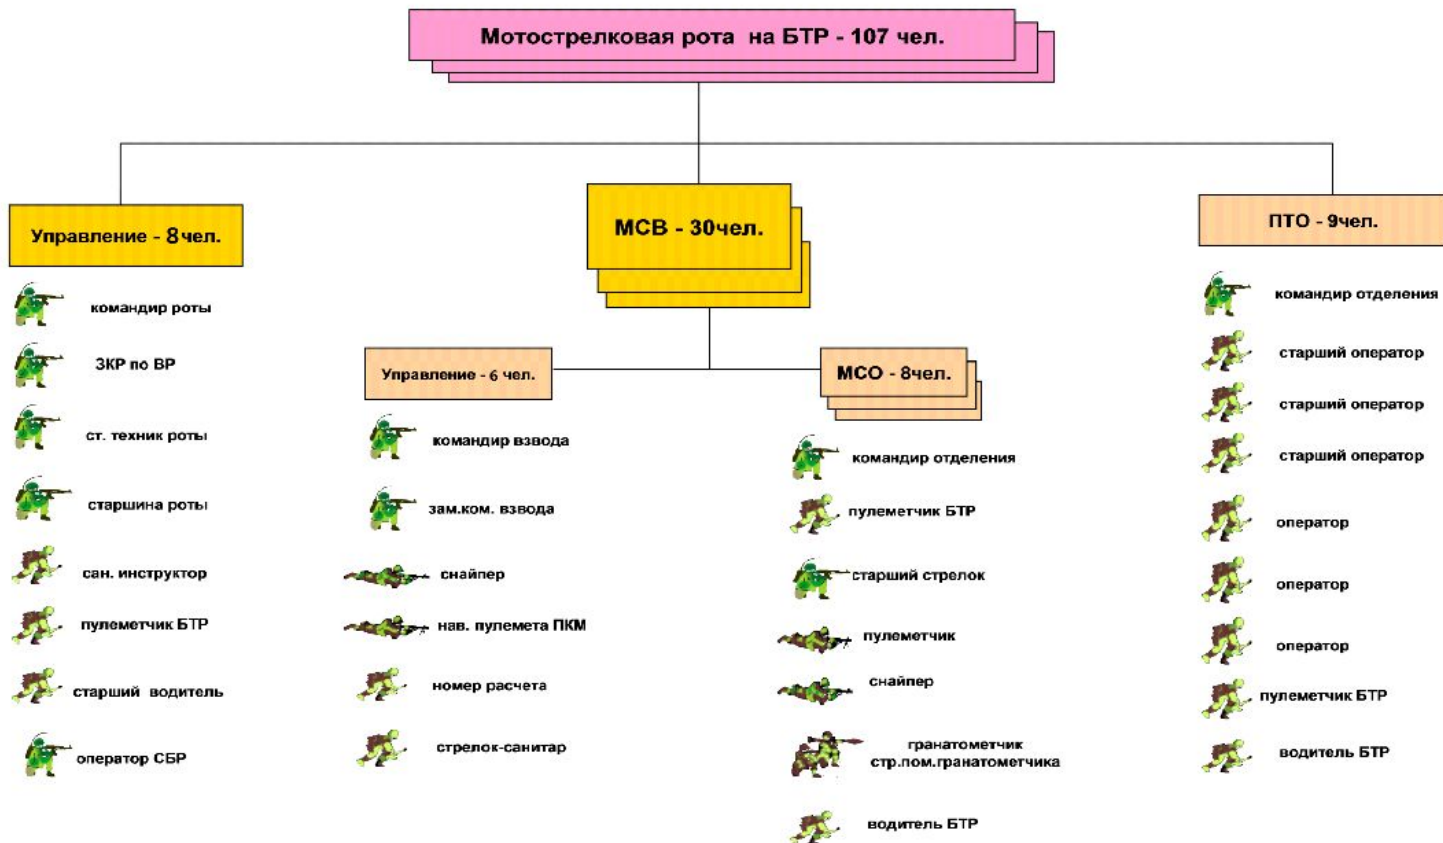 Мотострелковая рота на БТР - 107 чел.
Управление - 8 чел.
командир роты
ЗКР по ВР
ст. техник роты
старшина роты
сан. инструктор
пулеметчик БТР
старший водитель
оператор СБР
МСВ - 30чел.
Управление - 6 чел.
командир взвода
зам.ком. взвода
снайпер
нав. пулемета ПКМ
номер расчета
стрелок-санитар
МСО - 8чел.
командир отделения
пулеметчик БТР
старший стрелок
пулеметчик
снайпер
гранатометчик
стр.пом.гранатометчика
водитель БТР
ПТО - 9чел.
командир отделения
старший оператор
старший оператор
старший оператор
оператор
оператор
оператор
пулеметчик БТР
водитель БТР